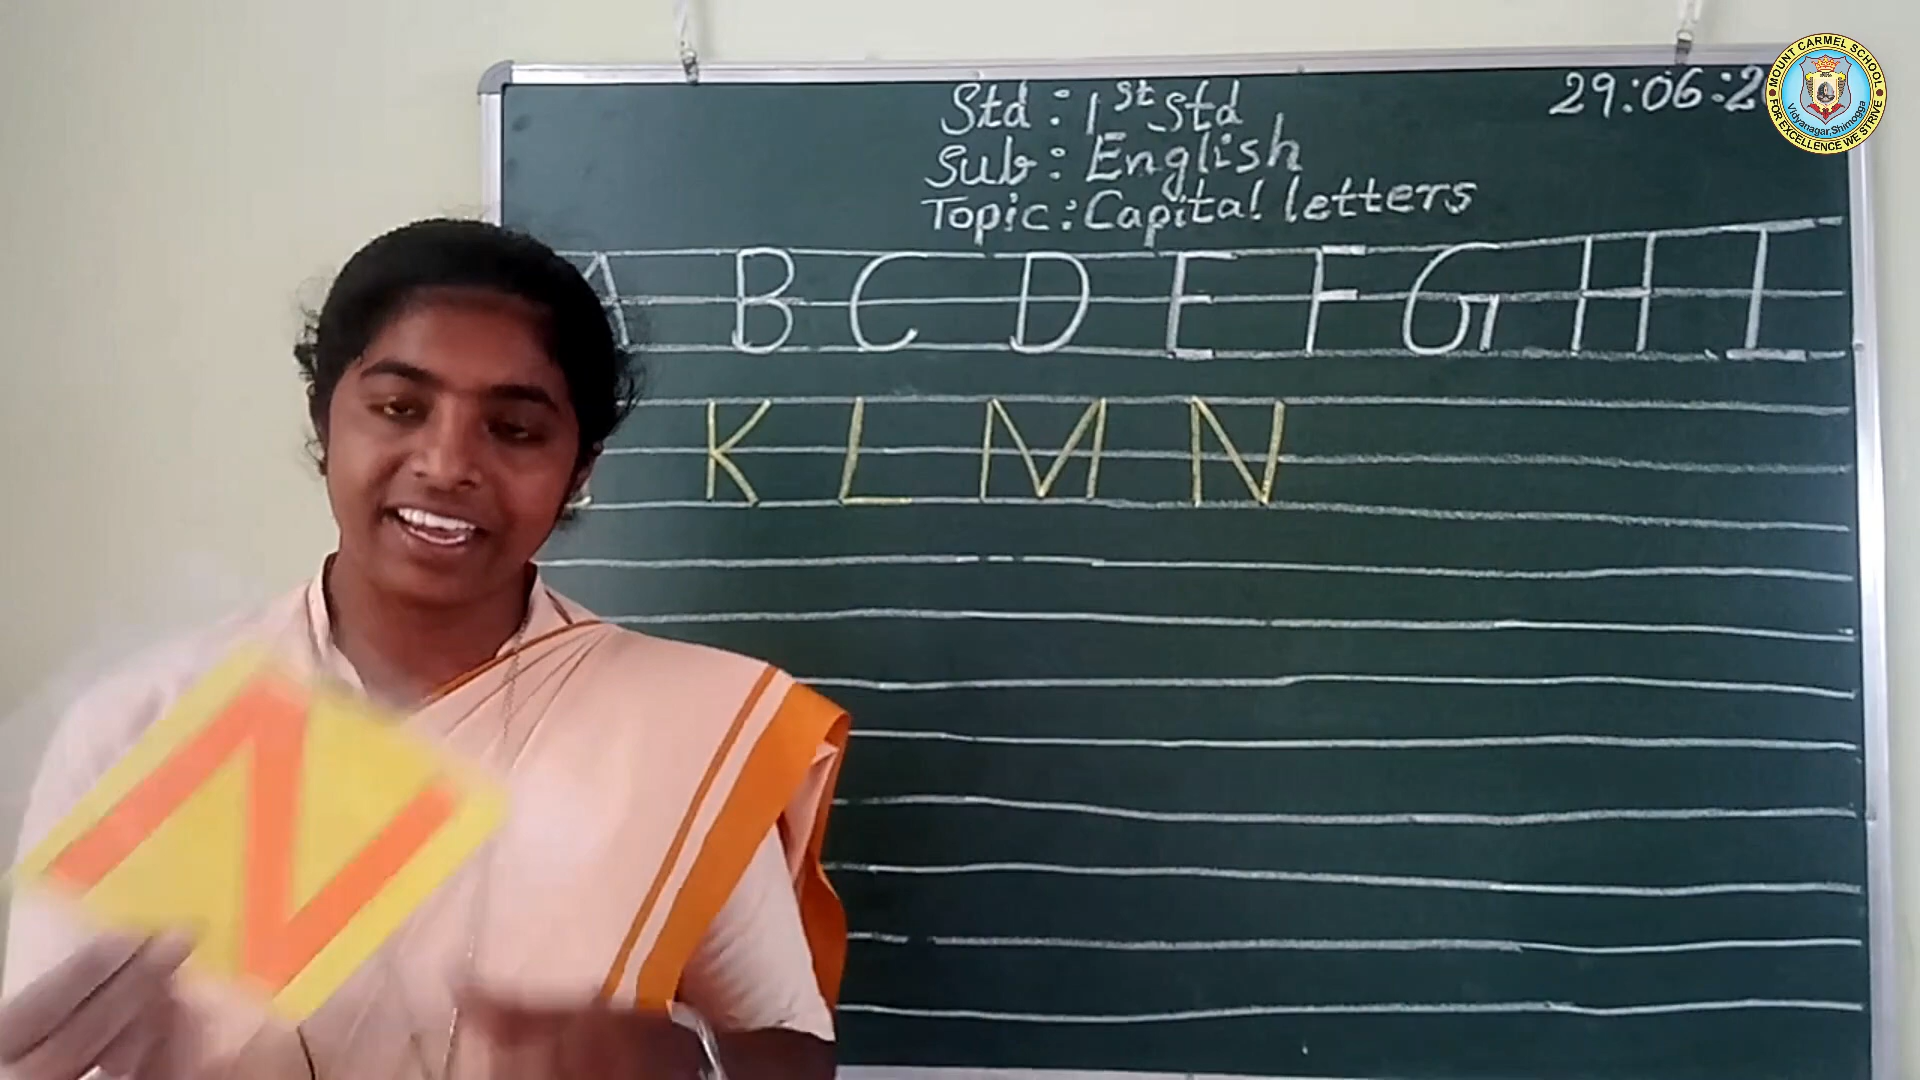 Std : 1st Std
29:06:2
Sub : English
Topic : Capital letters
A B C D E F G H I
K L M N
N
MOUNT CARMEL SCHOOL
Vidyanagar, Shimogga
FOR EXCELLENCE WE STRIVE